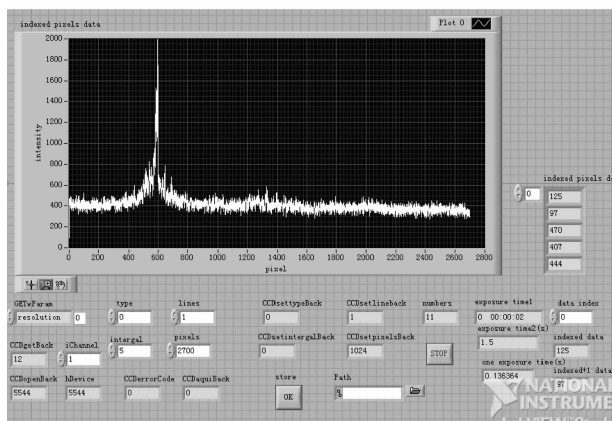 indexed pixels data
Plot 0
2000
1800
1600
1400
1200
1000
800
600
400
200
0
intensity
0 200 400 600 800 1000 1200 1400 1600 1800 2000 2200 2400 2600 2800
pixel
indexed pixels d
0
125
97
470
407
444
GETwParam type lines CCDsettypeBack CCDsetlineback numbers exposure time1 data index
resolution 0 0 1 0 1 11 0 00:00:02 0
CCDgetBack iChannel intergal pixels CCDsetintergalBack CCDsetpixelsBack exposure time2(s) indexed data
12 1 5 2700 0 1024 STOP 1.5 125
one exposure time(s) indexed+1 data
0.136364 97
CCDopenBack hDevice CCDerrorCode CCDaquiBack store Path
5544 5544 0 0 OK
NATIONAL
INSTRUME